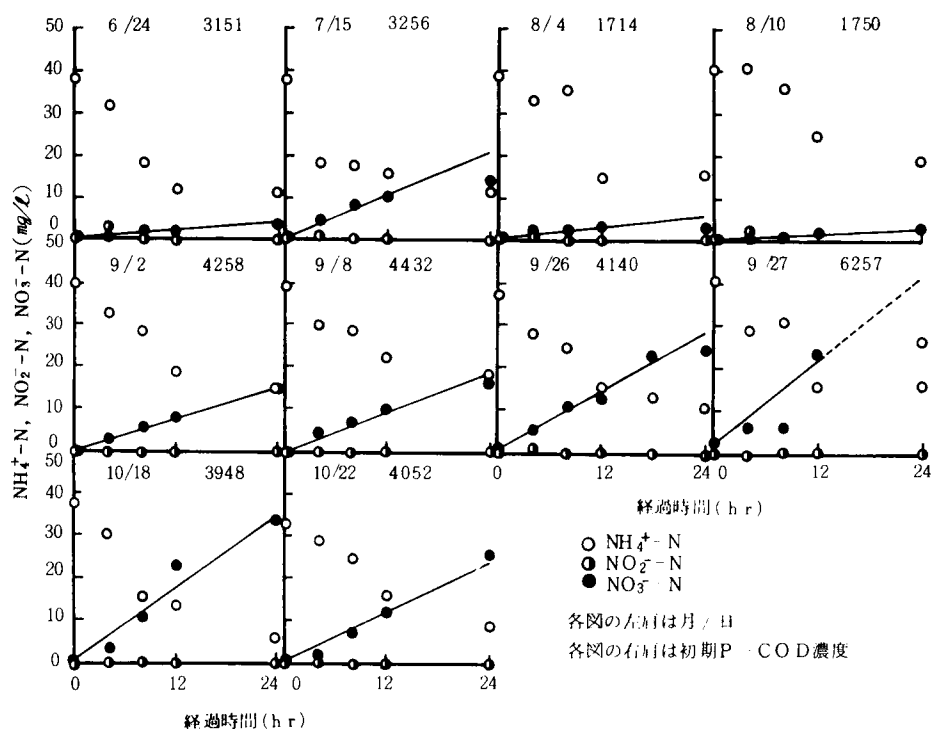 50 6/24 3151 7/15 3256 8/4 1714 8/10 1750
40
30
20
10
0
50 9/2 4258 9/8 4432 9/26 4140 9/27 6257
40
30
20
10
0 0 12 24 0 12 24
50 10/18 3948 10/22 4052 経過時間(hr)
40
30
20
10
0
0 12 24 0 12 24
経過時間(hr)
NH₄⁺-N, NO₂⁻-N, NO₃⁻-N (mg/ℓ)
○ NH₄⁺-N
◑ NO₂⁻-N
● NO₃⁻-N
各図の左肩は月/日
各図の右肩は初期P-COD濃度